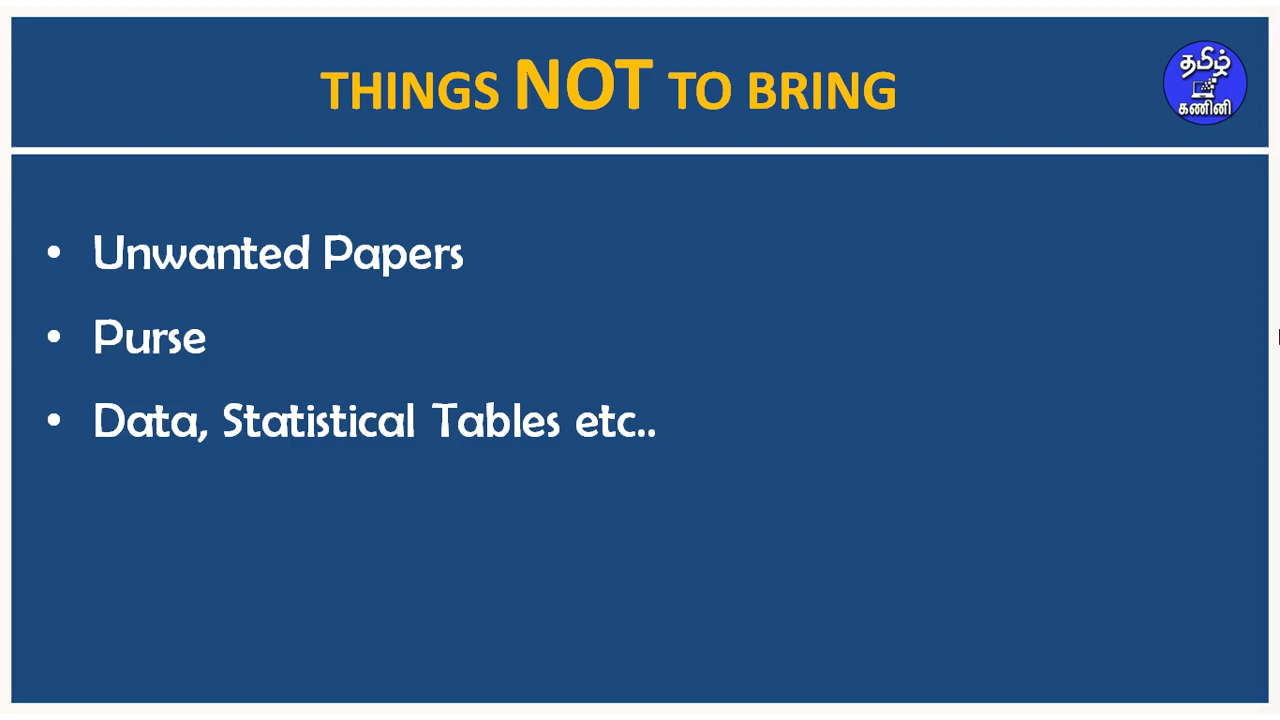 THINGS NOT TO BRING
தமிழ்
கணினி
• Unwanted Papers
• Purse
• Data, Statistical Tables etc..